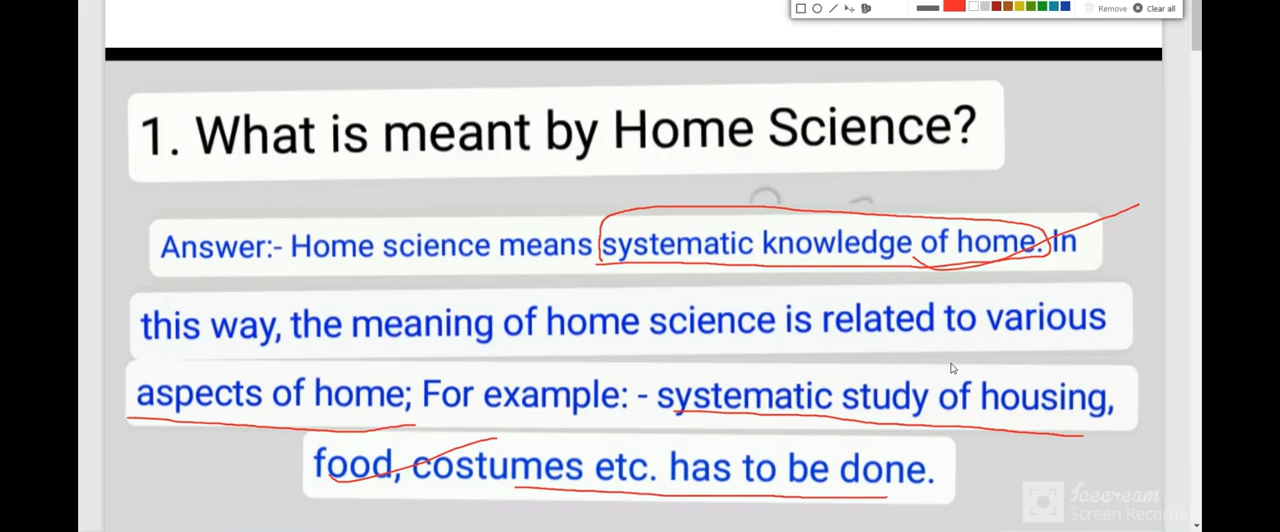 Remove Clear all
1. What is meant by Home Science?
Answer:- Home science means systematic knowledge of home. In
this way, the meaning of home science is related to various
aspects of home; For example: - systematic study of housing,
food, costumes etc. has to be done.
Icecream
Screen Recorder